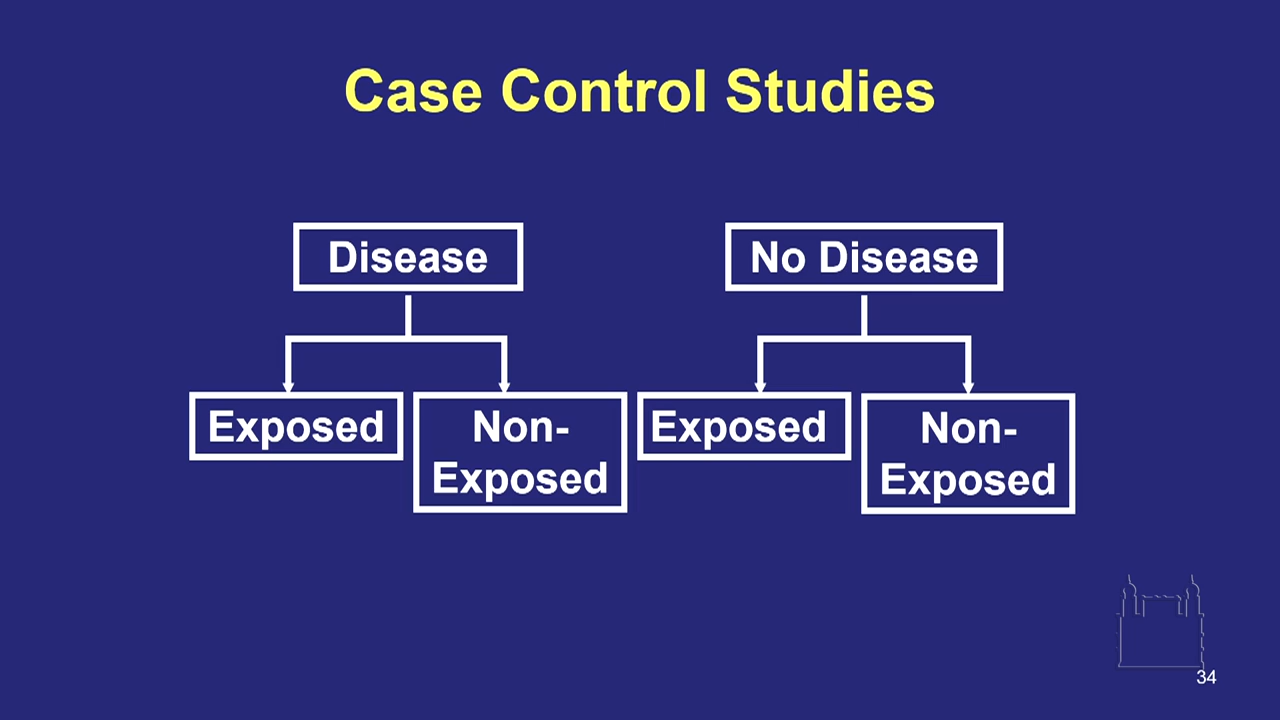 Case Control Studies
Disease
No Disease
Exposed
Non-
Exposed
Exposed
Non-
Exposed
34